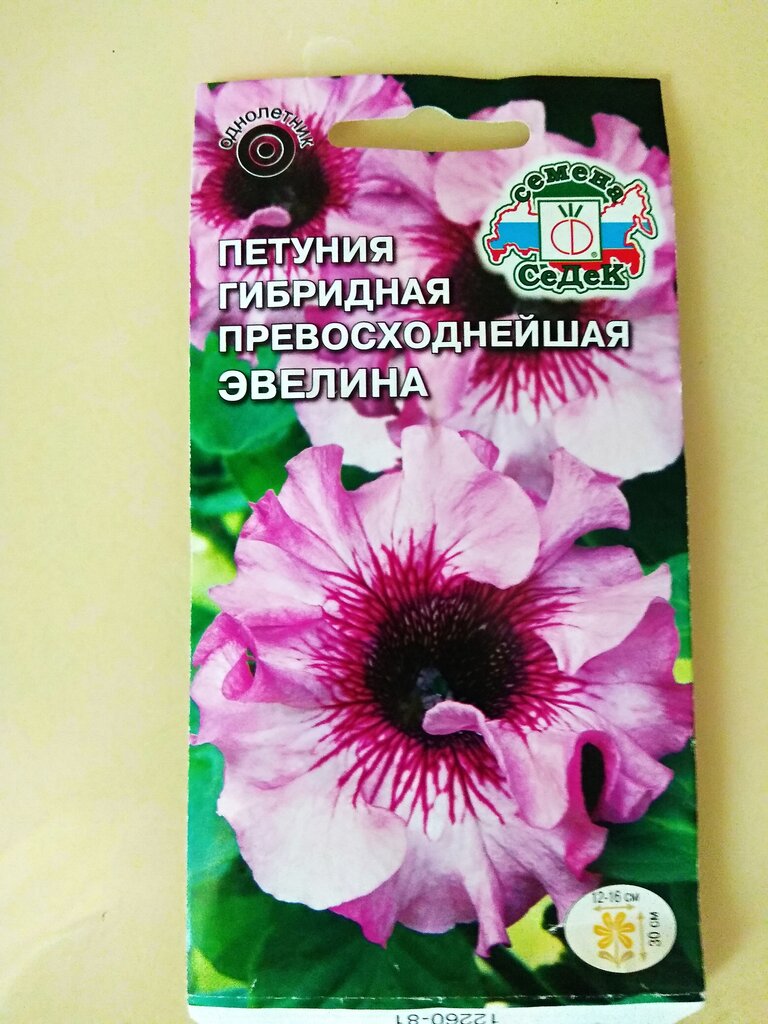 однолетник
семена
СеДеК
®
ПЕТУНИЯ
ГИБРИДНАЯ
ПРЕВОСХОДНЕЙШАЯ
ЭВЕЛИНА
12-16 см
30 см
12260-81